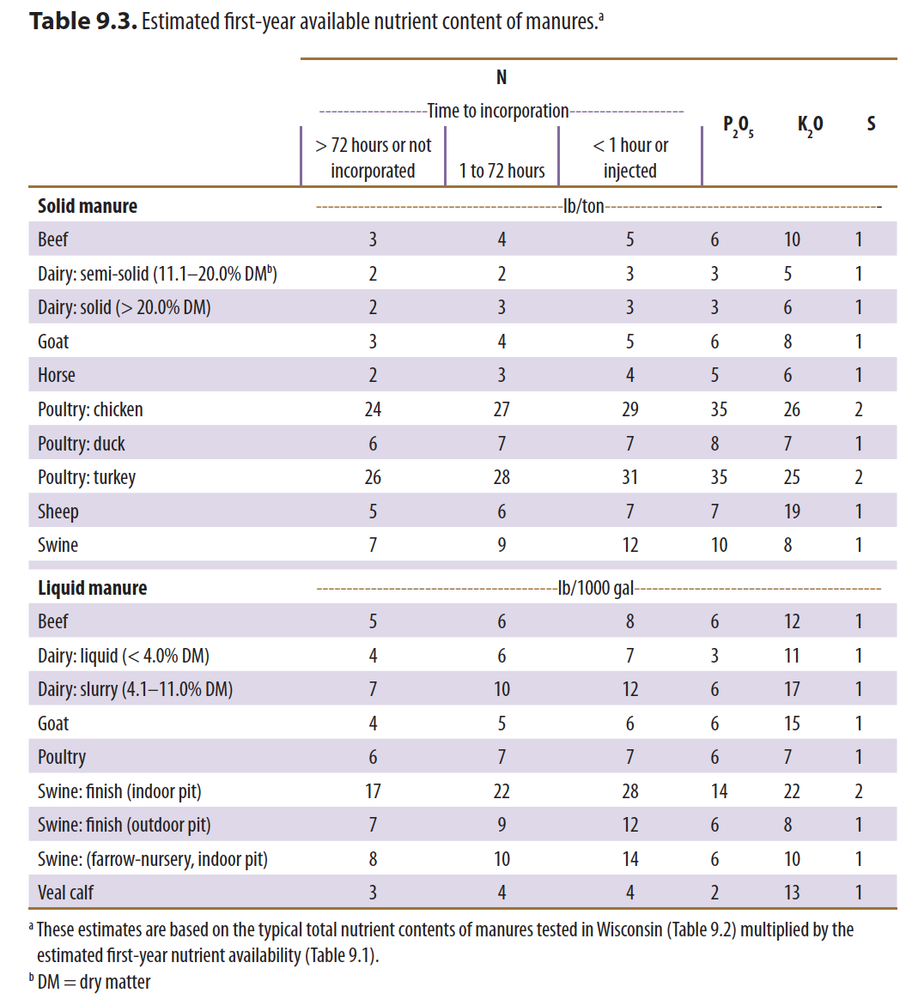 Table 9.3. Estimated first-year available nutrient content of manures.a
N
Time to incorporation
P2O5 K2O S
> 72 hours or not incorporated 1 to 72 hours < 1 hour or injected
Solid manure lb/ton
Beef 3 4 5 6 10 1
Dairy: semi-solid (11.1–20.0% DMb) 2 2 3 3 5 1
Dairy: solid (> 20.0% DM) 2 3 3 3 6 1
Goat 3 4 5 6 8 1
Horse 2 3 4 5 6 1
Poultry: chicken 24 27 29 35 26 2
Poultry: duck 6 7 7 8 7 1
Poultry: turkey 26 28 31 35 25 2
Sheep 5 6 7 7 19 1
Swine 7 9 12 10 8 1
Liquid manure lb/1000 gal
Beef 5 6 8 6 12 1
Dairy: liquid (< 4.0% DM) 4 6 7 3 11 1
Dairy: slurry (4.1–11.0% DM) 7 10 12 6 17 1
Goat 4 5 6 6 15 1
Poultry 6 7 7 6 7 1
Swine: finish (indoor pit) 17 22 28 14 22 2
Swine: finish (outdoor pit) 7 9 12 6 8 1
Swine: (farrow-nursery, indoor pit) 8 10 14 6 10 1
Veal calf 3 4 4 2 13 1
a These estimates are based on the typical total nutrient contents of manures tested in Wisconsin (Table 9.2) multiplied by the
estimated first-year nutrient availability (Table 9.1).
b DM = dry matter